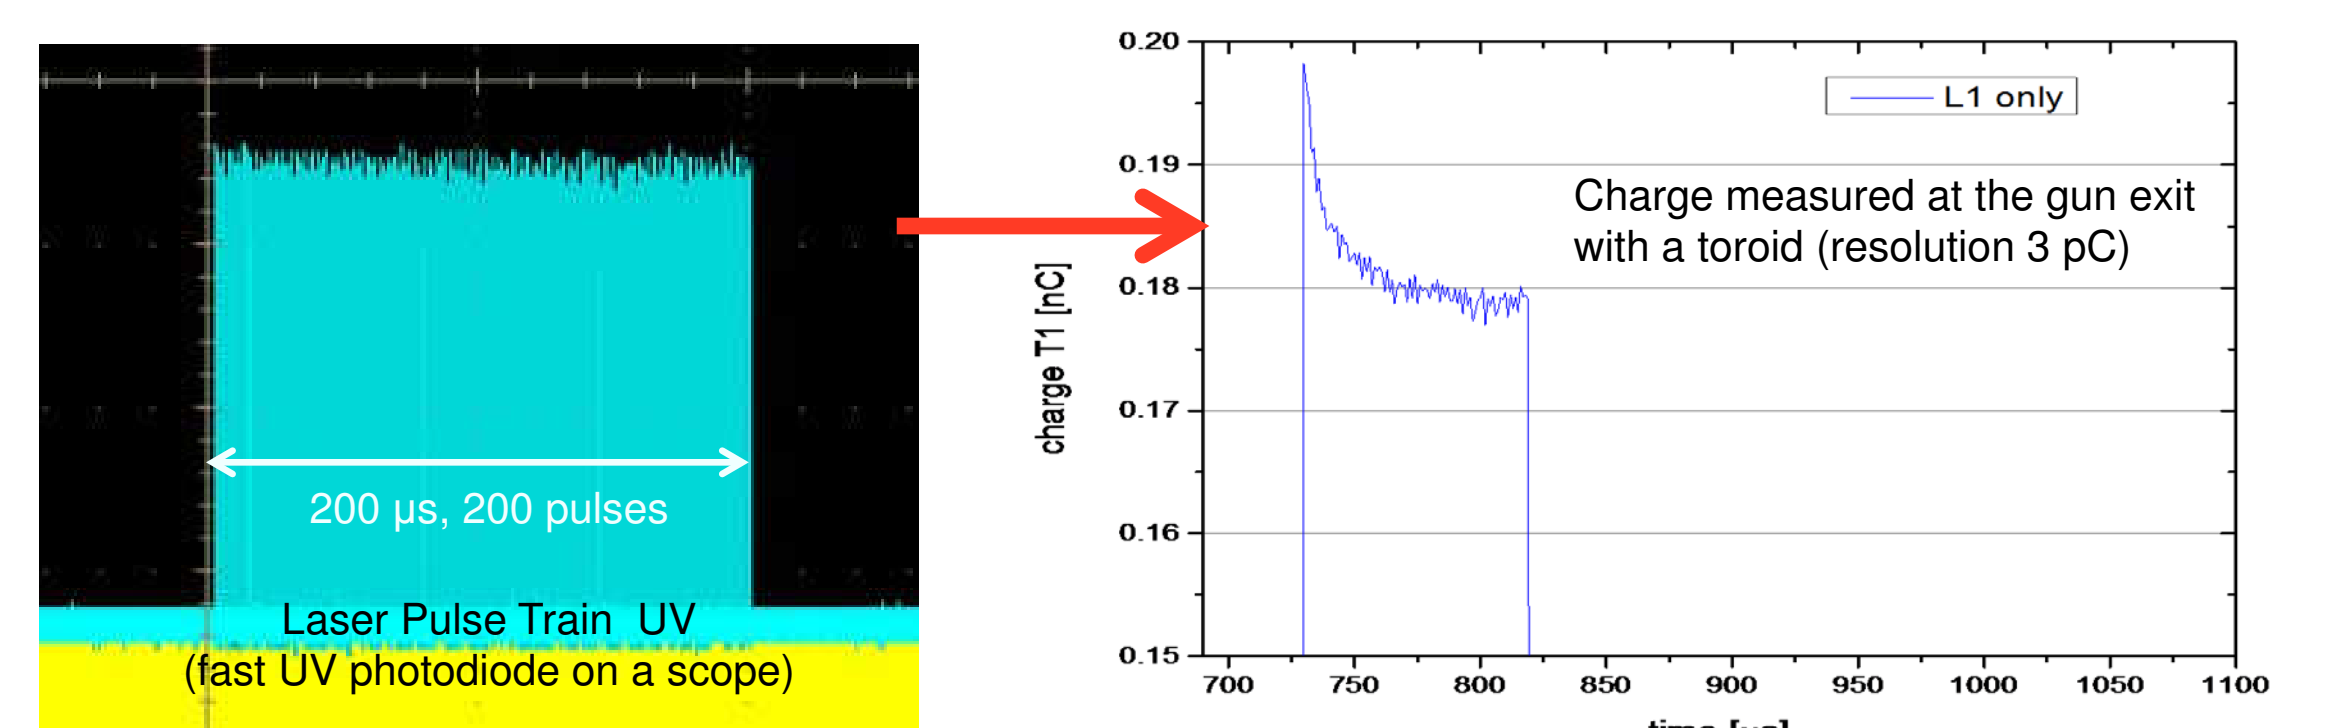 200 µs, 200 pulses
Laser Pulse Train UV
(fast UV photodiode on a scope)
0.20
0.19
0.18
0.17
0.16
0.15
charge T1 [nC]
L1 only
Charge measured at the gun exit
with a toroid (resolution 3 pC)
700 750 800 850 900 950 1000 1050 1100